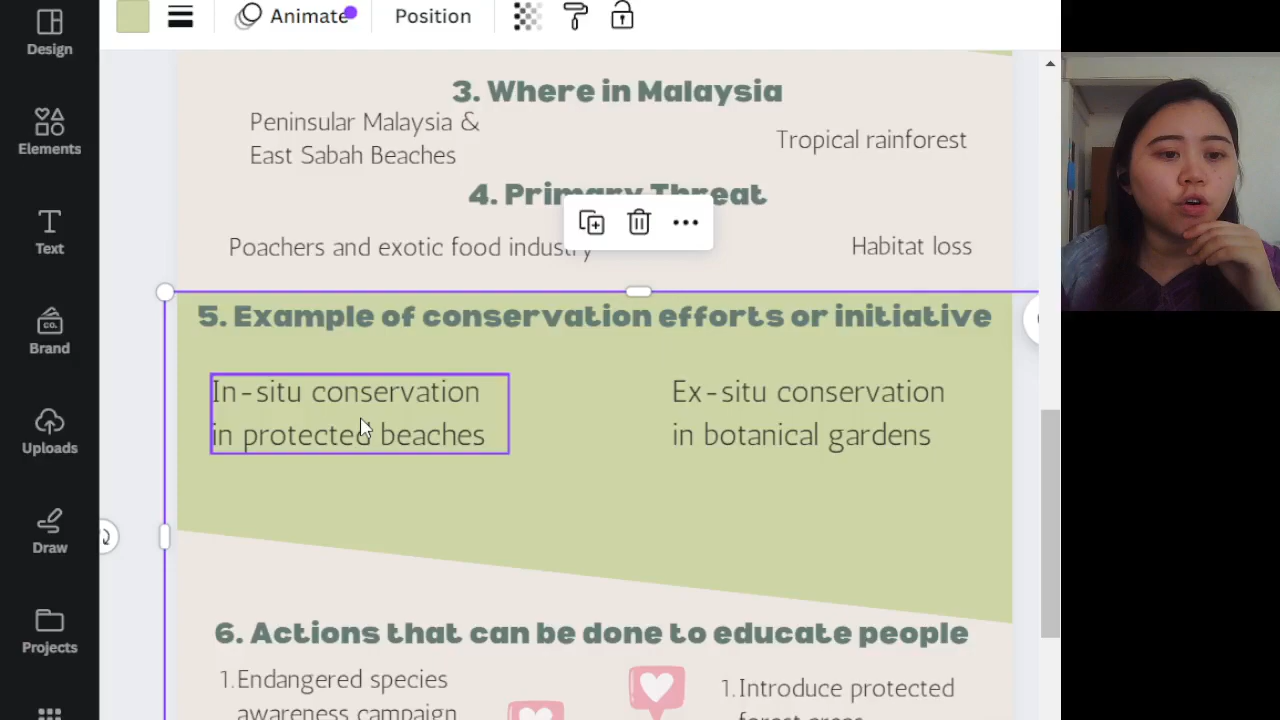 Design
Elements
Text
CO.
Brand
Uploads
Draw
Projects
Animate
Position
3. Where in Malaysia
Peninsular Malaysia &
East Sabah Beaches
Tropical rainforest
4. Primary Threat
Poachers and exotic food industry
Habitat loss
5. Example of conservation efforts or initiative
In-situ conservation
in protected beaches
Ex-situ conservation
in botanical gardens
6. Actions that can be done to educate people
1. Endangered species
awareness campaign
1. Introduce protected
forest areas